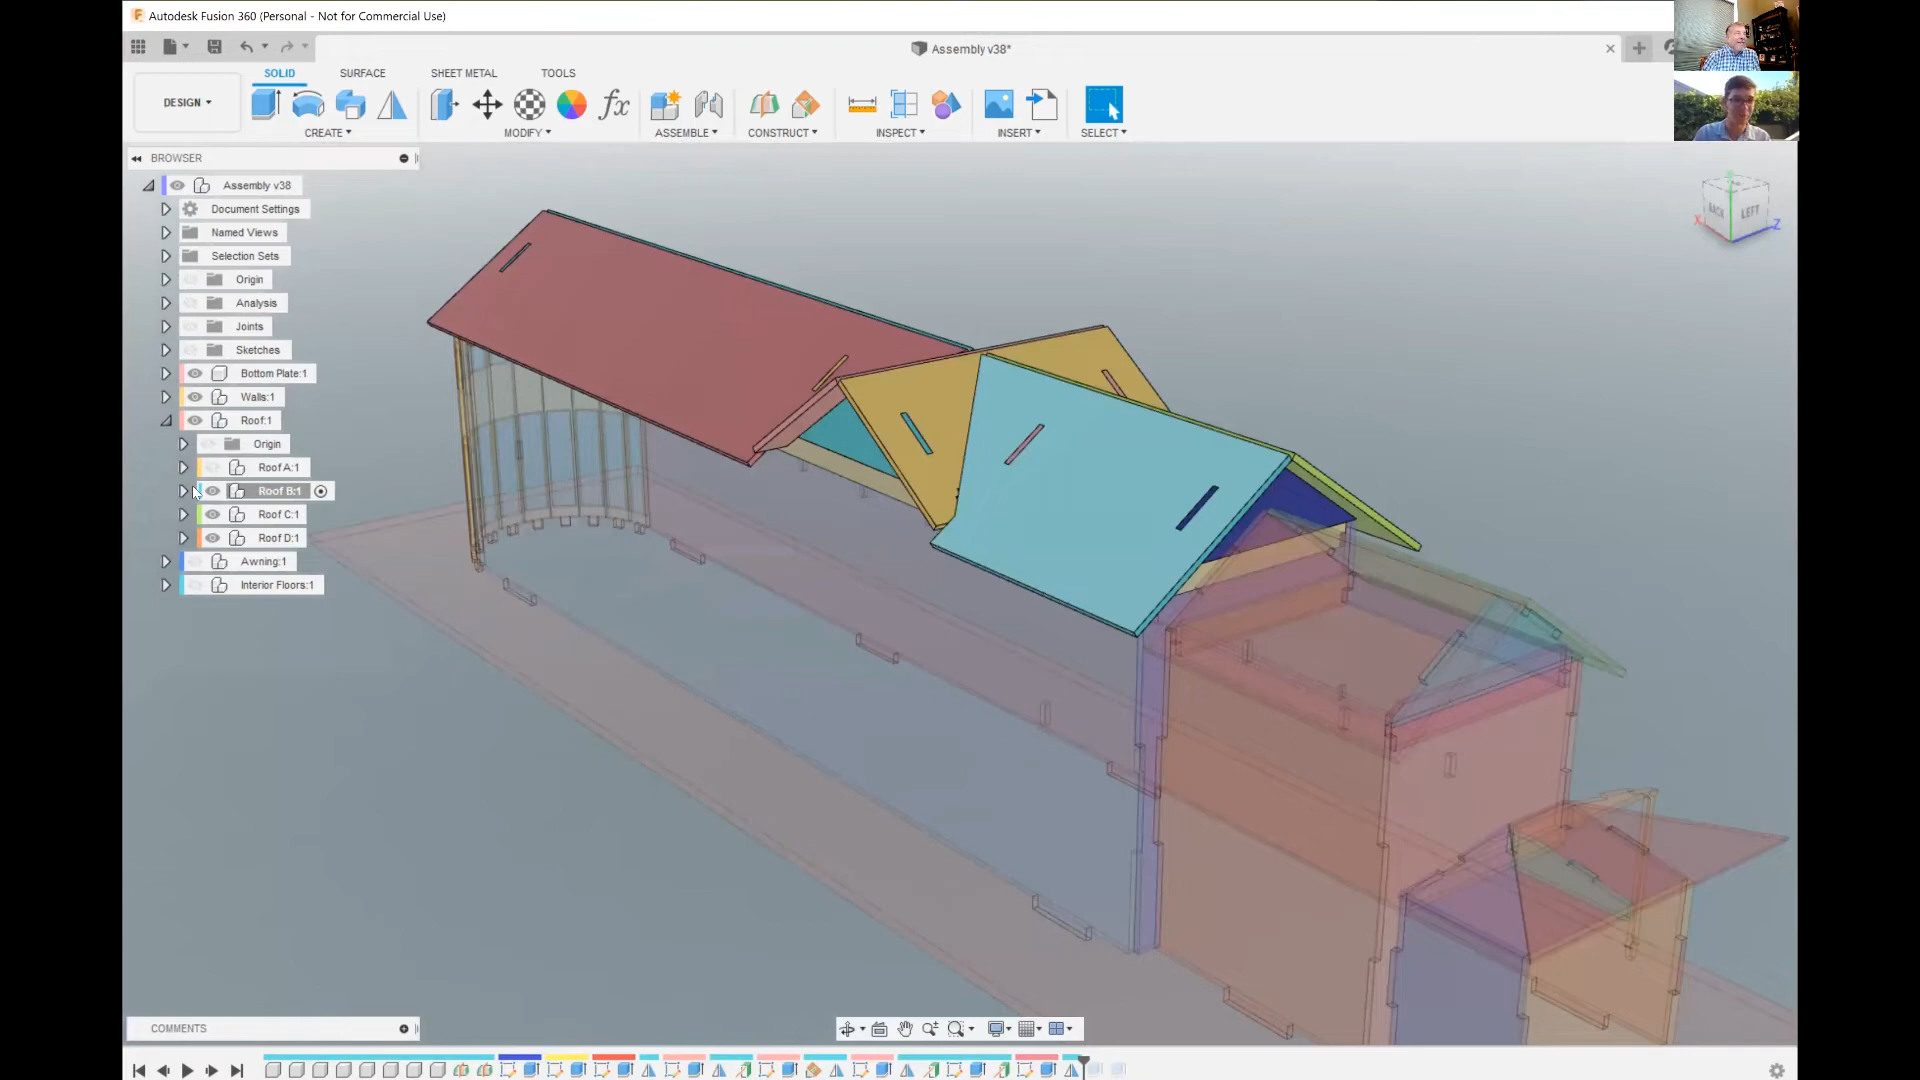 Autodesk Fusion 360 (Personal - Not for Commercial Use)
Assembly v38*
SOLID SURFACE SHEET METAL TOOLS
DESIGN
CREATE MODIFY ASSEMBLE CONSTRUCT INSPECT INSERT SELECT
BROWSER
Assembly v38
Document Settings
Named Views
Selection Sets
Origin
Analysis
Joints
Sketches
Bottom Plate:1
Walls:1
Roof:1
Origin
Roof A:1
Roof B:1
Roof C:1
Roof D:1
Awning:1
Interior Floors:1
BACK LEFT
X Z
COMMENTS